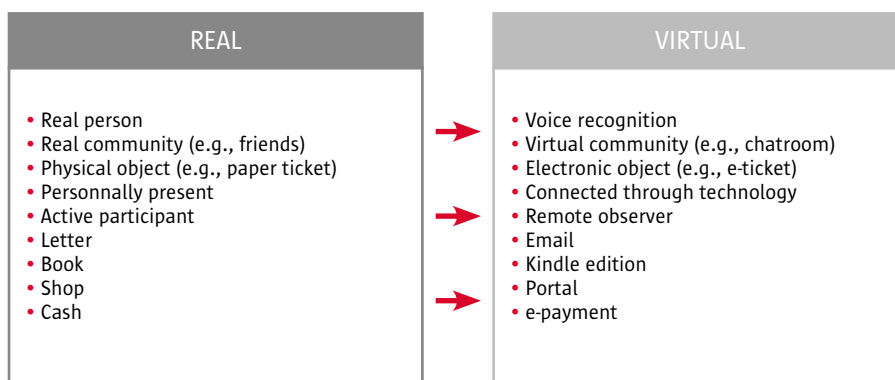 REAL
• Real person
• Real community (e.g., friends)
• Physical object (e.g., paper ticket)
• Personnally present
• Active participant
• Letter
• Book
• Shop
• Cash
VIRTUAL
• Voice recognition
• Virtual community (e.g., chatroom)
• Electronic object (e.g., e-ticket)
• Connected through technology
• Remote observer
• Email
• Kindle edition
• Portal
• e-payment